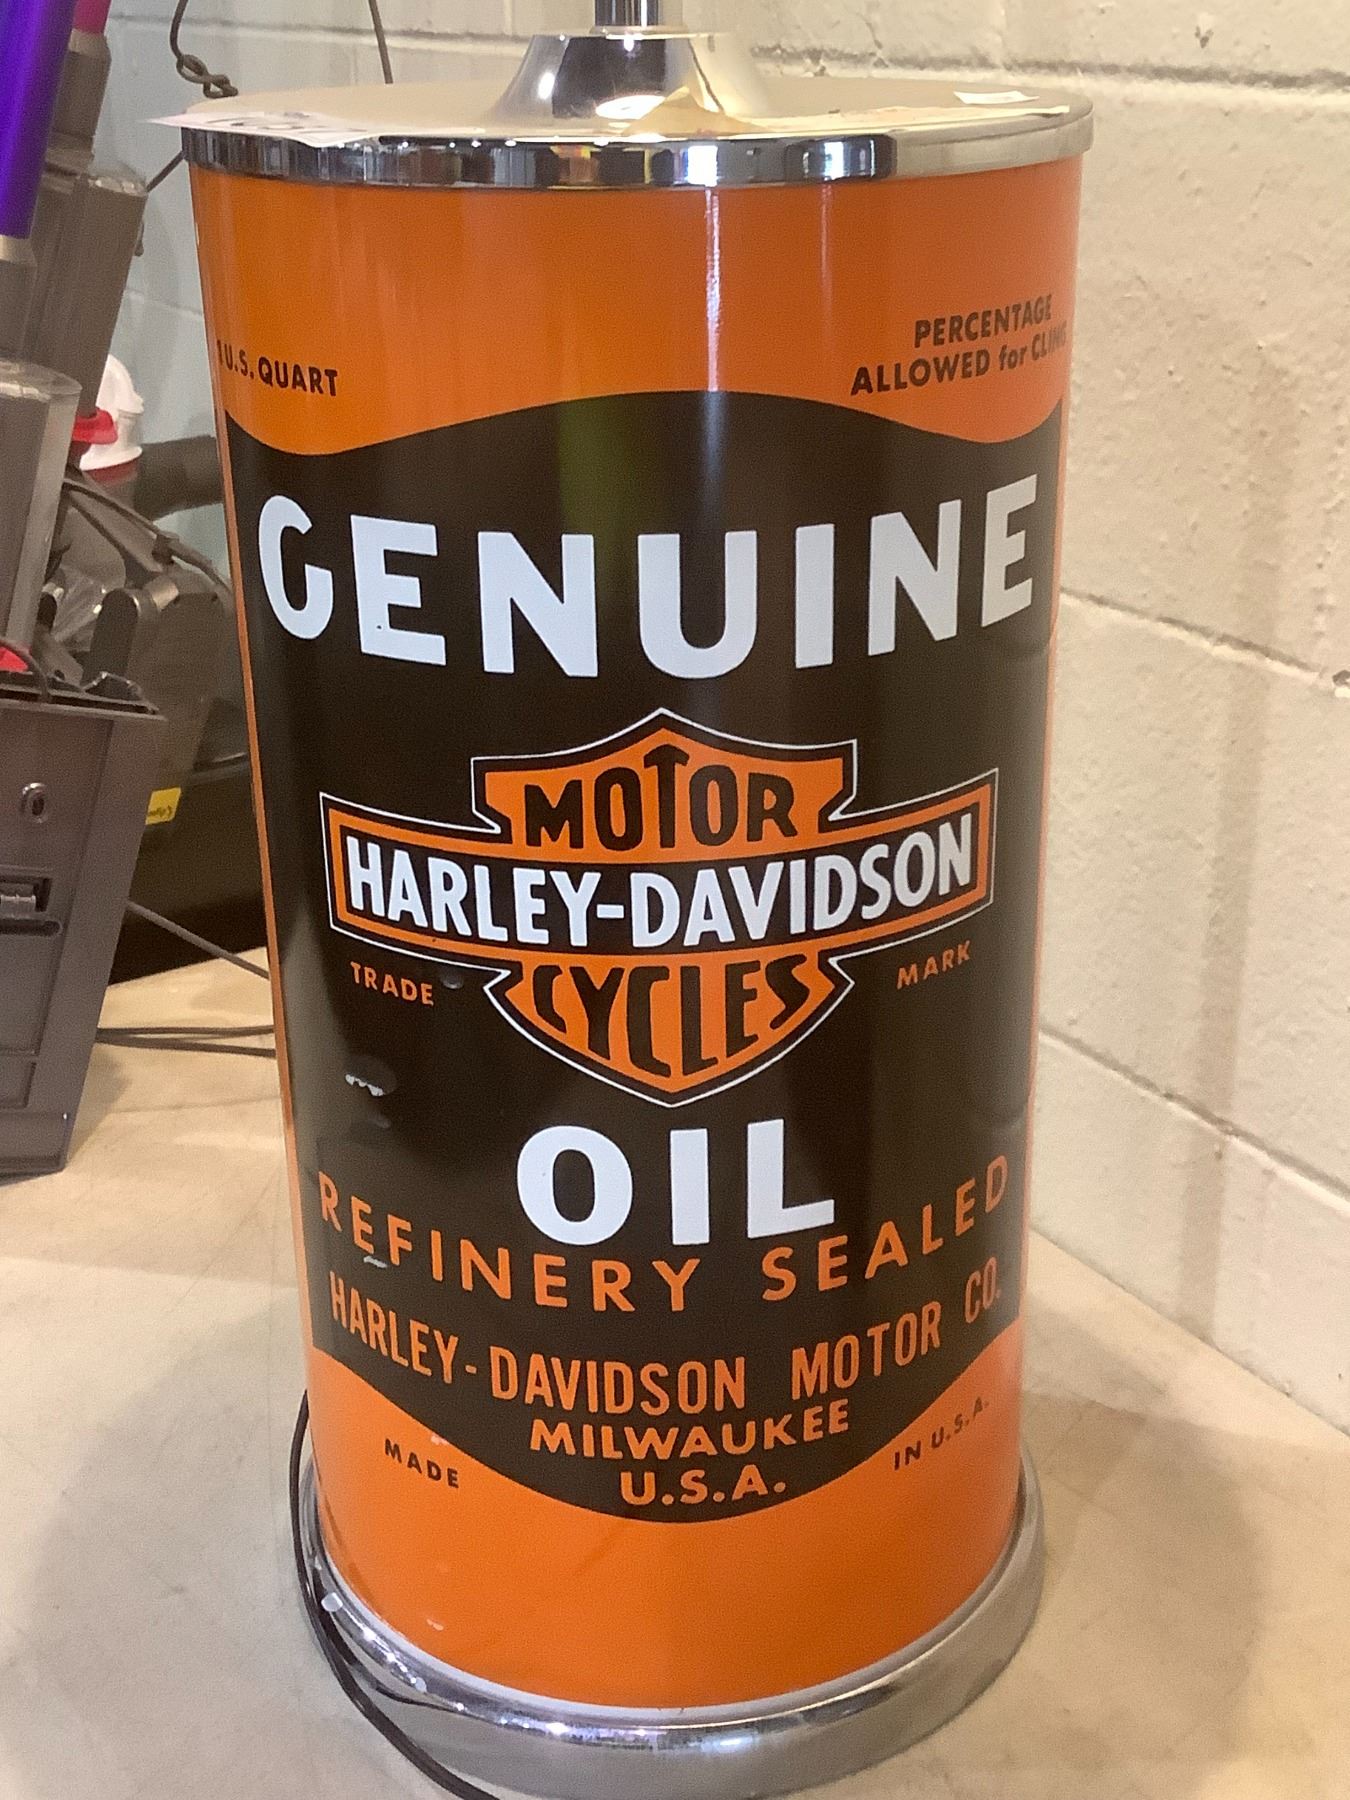 1 U.S. QUART
PERCENTAGE
ALLOWED for CLING
GENUINE
MOTOR
HARLEY-DAVIDSON
CYCLES
TRADE MARK
OIL
REFINERY SEALED
HARLEY-DAVIDSON MOTOR CO.
MILWAUKEE
U.S.A.
MADE IN U.S.A.